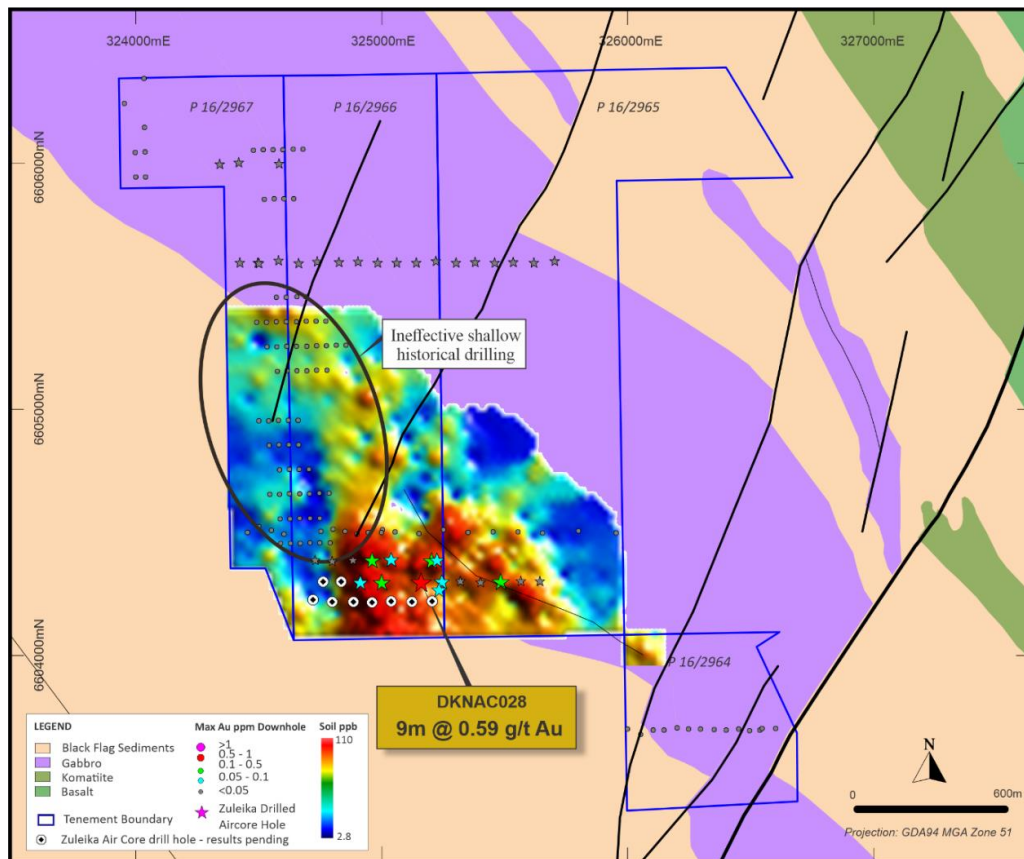 324000mE
325000mE
326000mE
327000mE
P 16/2967
P 16/2966
P 16/2965
6606000mN
Ineffective shallow
historical drilling
6605000mN
6604000mN
P 16/2964
DKNAC028
9m @ 0.59 g/t Au
LEGEND
Black Flag Sediments
Gabbro
Komatiite
Basalt
Tenement Boundary
Zuleika Air Core drill hole - results pending
Max Au ppm Downhole
>1
0.5 - 1
0.1 - 0.5
0.05 - 0.1
<0.05
Zuleika Drilled
Aircore Hole
Soil ppb
110
2.8
N
0
600m
Projection: GDA94 MGA Zone 51